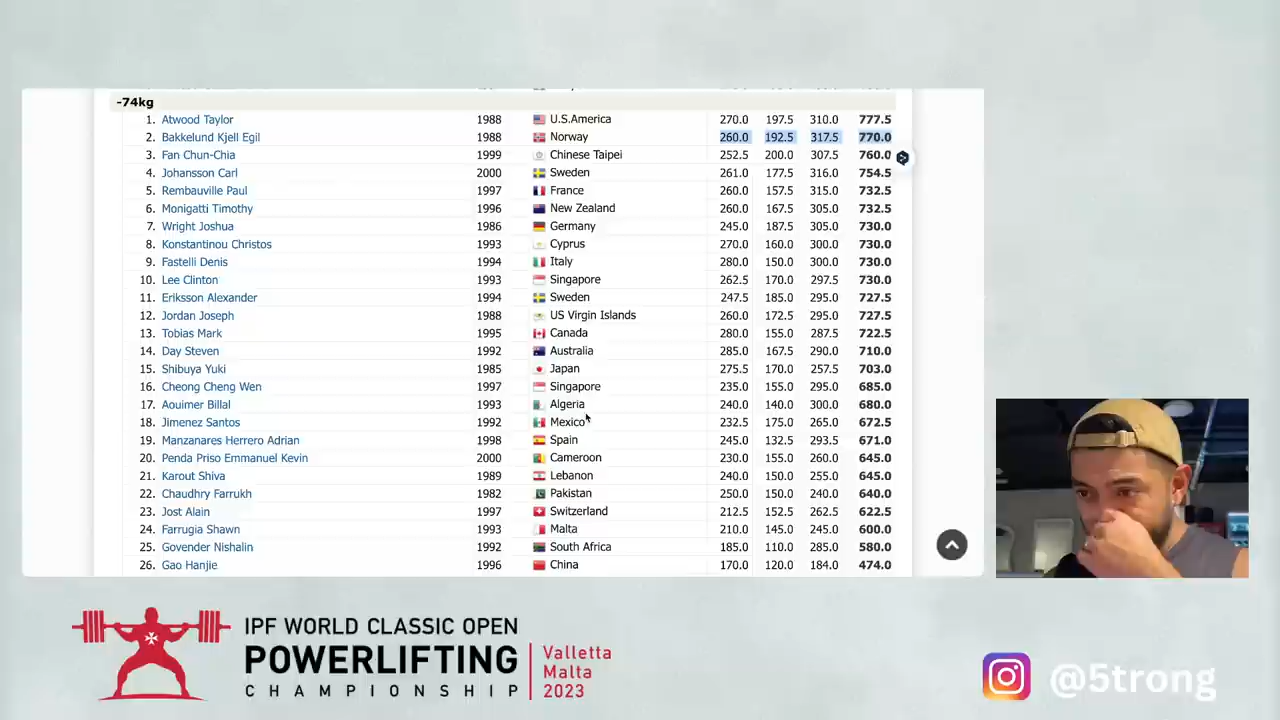 -74kg
1. Atwood Taylor 1988 U.S.America 270.0 197.5 310.0 777.5
2. Bakkelund Kjell Egil 1988 Norway 260.0 192.5 317.5 770.0
3. Fan Chun-Chia 1999 Chinese Taipei 252.5 200.0 307.5 760.0
4. Johansson Carl 2000 Sweden 261.0 177.5 316.0 754.5
5. Rembauville Paul 1997 France 260.0 157.5 315.0 732.5
6. Monigatti Timothy 1996 New Zealand 260.0 167.5 305.0 732.5
7. Wright Joshua 1986 Germany 245.0 187.5 305.0 730.0
8. Konstantinou Christos 1993 Cyprus 270.0 160.0 300.0 730.0
9. Fastelli Denis 1994 Italy 280.0 150.0 300.0 730.0
10. Lee Clinton 1995 Singapore 262.5 170.0 297.5 730.0
11. Eriksson Alexander 1994 Sweden 247.5 185.0 295.0 727.5
12. Jordan Joseph 1988 US Virgin Islands 260.0 172.5 295.0 727.5
13. Tobias Mark 1995 Canada 280.0 155.0 287.5 722.5
14. Day Steven 1992 Australia 285.0 167.5 290.0 710.0
15. Shibuya Yuki 1985 Japan 275.5 170.0 257.5 703.0
16. Cheong Cheng Wen 1997 Singapore 235.0 155.0 295.0 685.0
17. Aouimer Billal 1993 Algeria 240.0 140.0 300.0 680.0
18. Jimenez Santos 1992 Mexico 232.5 175.0 265.0 672.5
19. Manzanares Herrero Adrian 1998 Spain 245.0 132.5 293.5 671.0
20. Penda Priso Emmanuel Kevin 2000 Cameroon 230.0 155.0 260.0 645.0
21. Karout Shiva 1989 Lebanon 240.0 150.0 255.0 645.0
22. Chaudhry Farrukh 1982 Pakistan 250.0 150.0 240.0 640.0
23. Jost Alain 1997 Switzerland 212.5 152.5 262.5 622.5
24. Farrugia Shawn 1993 Malta 210.0 145.0 245.0 600.0
25. Govender Nishalin 1992 South Africa 185.0 110.0 285.0 580.0
26. Gao Hanjie 1996 China 170.0 120.0 184.0 474.0
IPF WORLD CLASSIC OPEN
POWERLIFTING
CHAMPIONSHIP
Valletta
Malta
2023
@5trong